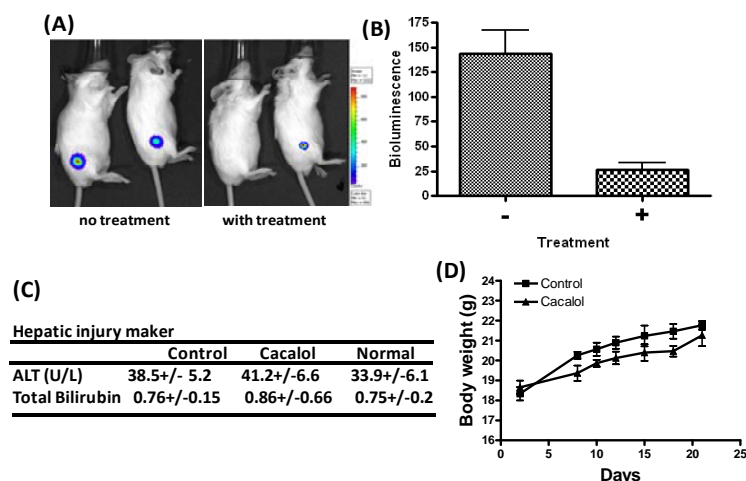 (A)
no treatment
with treatment
(B)
Bioluminescence
175
150
125
100
75
50
25
0
- +
Treatment
(C)
Hepatic injury maker
Control Cacalol Normal
ALT (U/L) 38.5+/- 5.2 41.2+/-6.6 33.9+/-6.1
Total Bilirubin 0.76+/-0.15 0.86+/-0.66 0.75+/-0.2
(D)
Control
Cacalol
Body weight (g)
24
23
22
21
20
19
18
17
16
0 5 10 15 20 25
Days